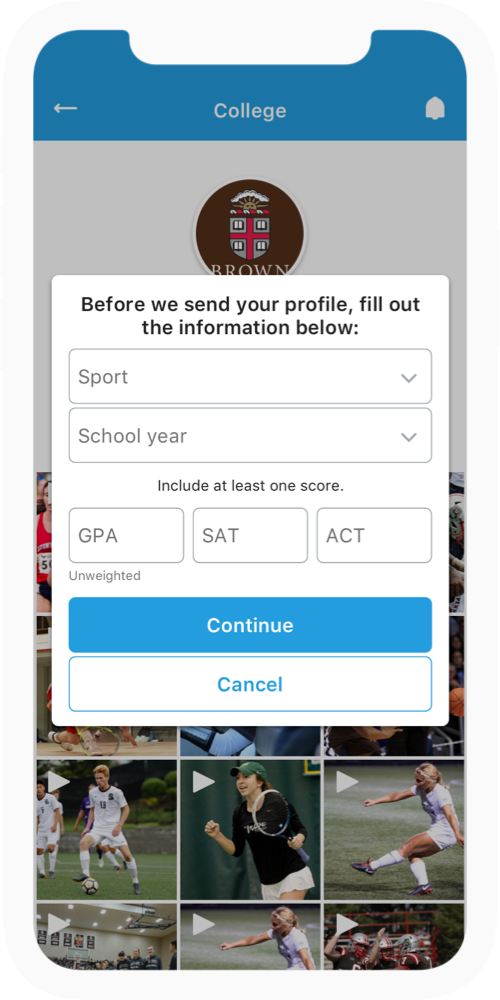 College
BROWN
Before we send your profile, fill out
the information below:
Sport
School year
Include at least one score.
GPA SAT ACT
Unweighted
Continue
Cancel
13